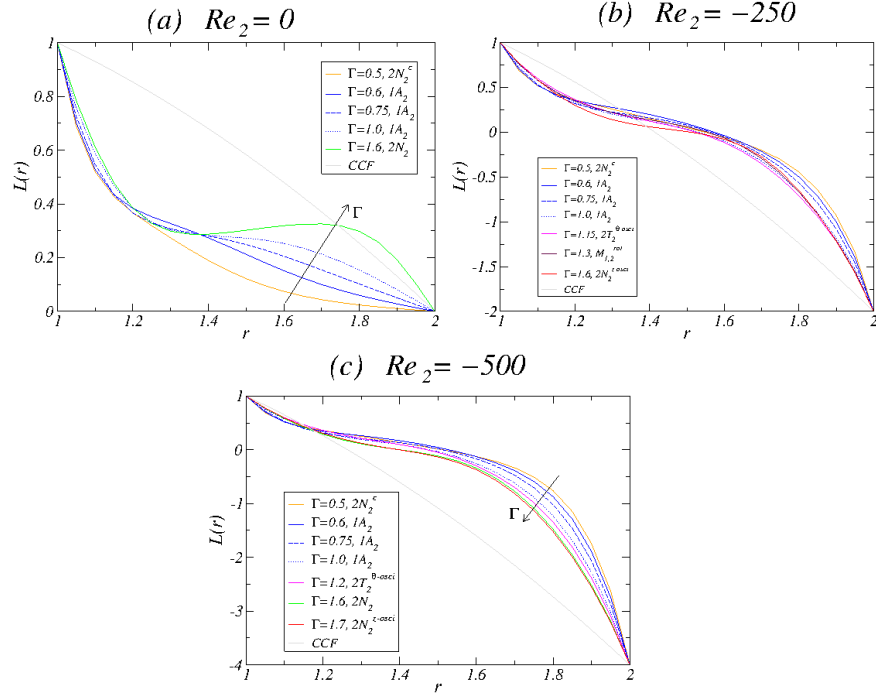 (a) Re₂ = 0
L(r)
1
0.8
0.6
0.4
0.2
0
1
1.2
1.4
1.6
1.8
2
r
Γ=0.5, 2N₂ᶜ
Γ=0.6, 1A₂
Γ=0.75, 1A₂
Γ=1.0, 1A₂
Γ=1.6, 2N₂
CCF
Γ
(b) Re₂ = −250
L(r)
1
0.5
0
-0.5
-1
-1.5
-2
1
1.2
1.4
1.6
1.8
2
r
Γ=0.5, 2N₂ᶜ
Γ=0.6, 1A₂
Γ=0.75, 1A₂
Γ=1.0, 1A₂
Γ=1.15, 2T₂^θ-osci
Γ=1.3, M₁,₂^rot
Γ=1.6, 2N₂^z-osci
CCF
(c) Re₂ = −500
L(r)
1
0
-1
-2
-3
-4
1
1.2
1.4
1.6
1.8
2
r
Γ=0.5, 2N₂ᶜ
Γ=0.6, 1A₂
Γ=0.75, 1A₂
Γ=1.0, 1A₂
Γ=1.2, 2T₂^θ-osci
Γ=1.6, 2N₂
Γ=1.7, 2N₂^z-osci
CCF
Γ